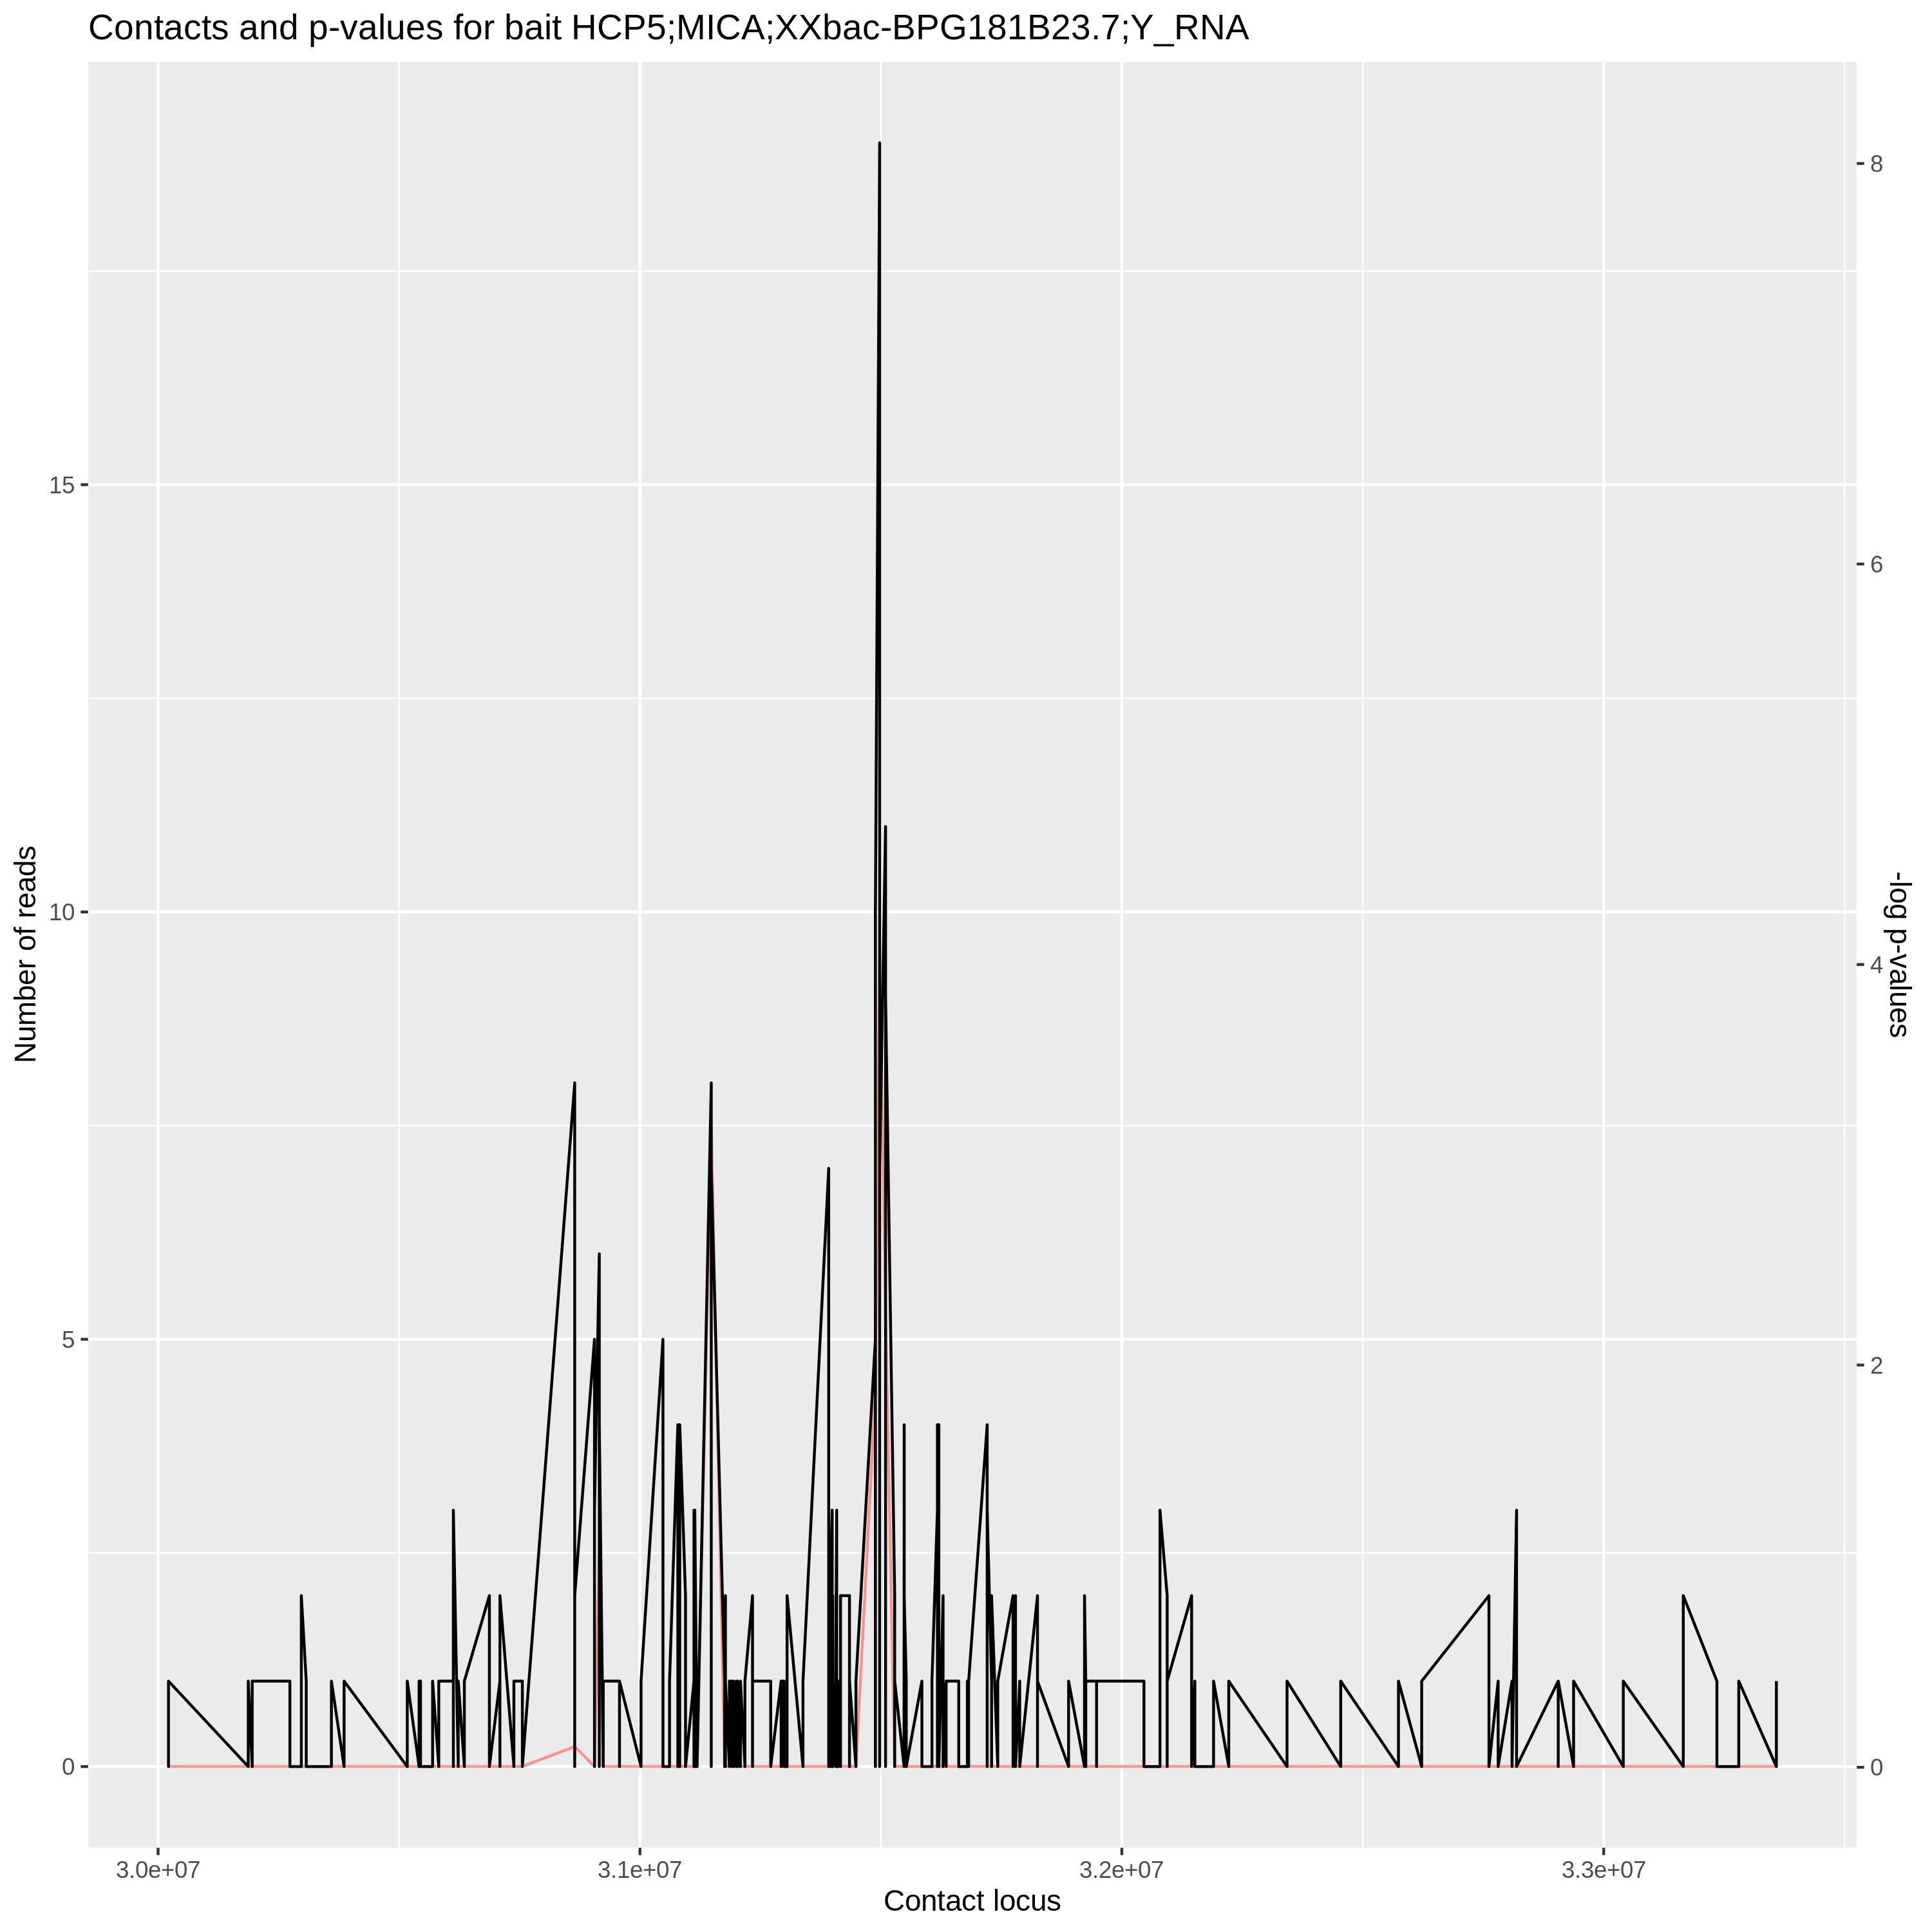 Contacts and p-values for bait HCP5;MICA;XXbac-BPG181B23.7;Y_RNA
Number of reads
15
10
5
0
8
6
4
2
0
-log p-values
3.0e+07 3.1e+07 3.2e+07 3.3e+07
Contact locus